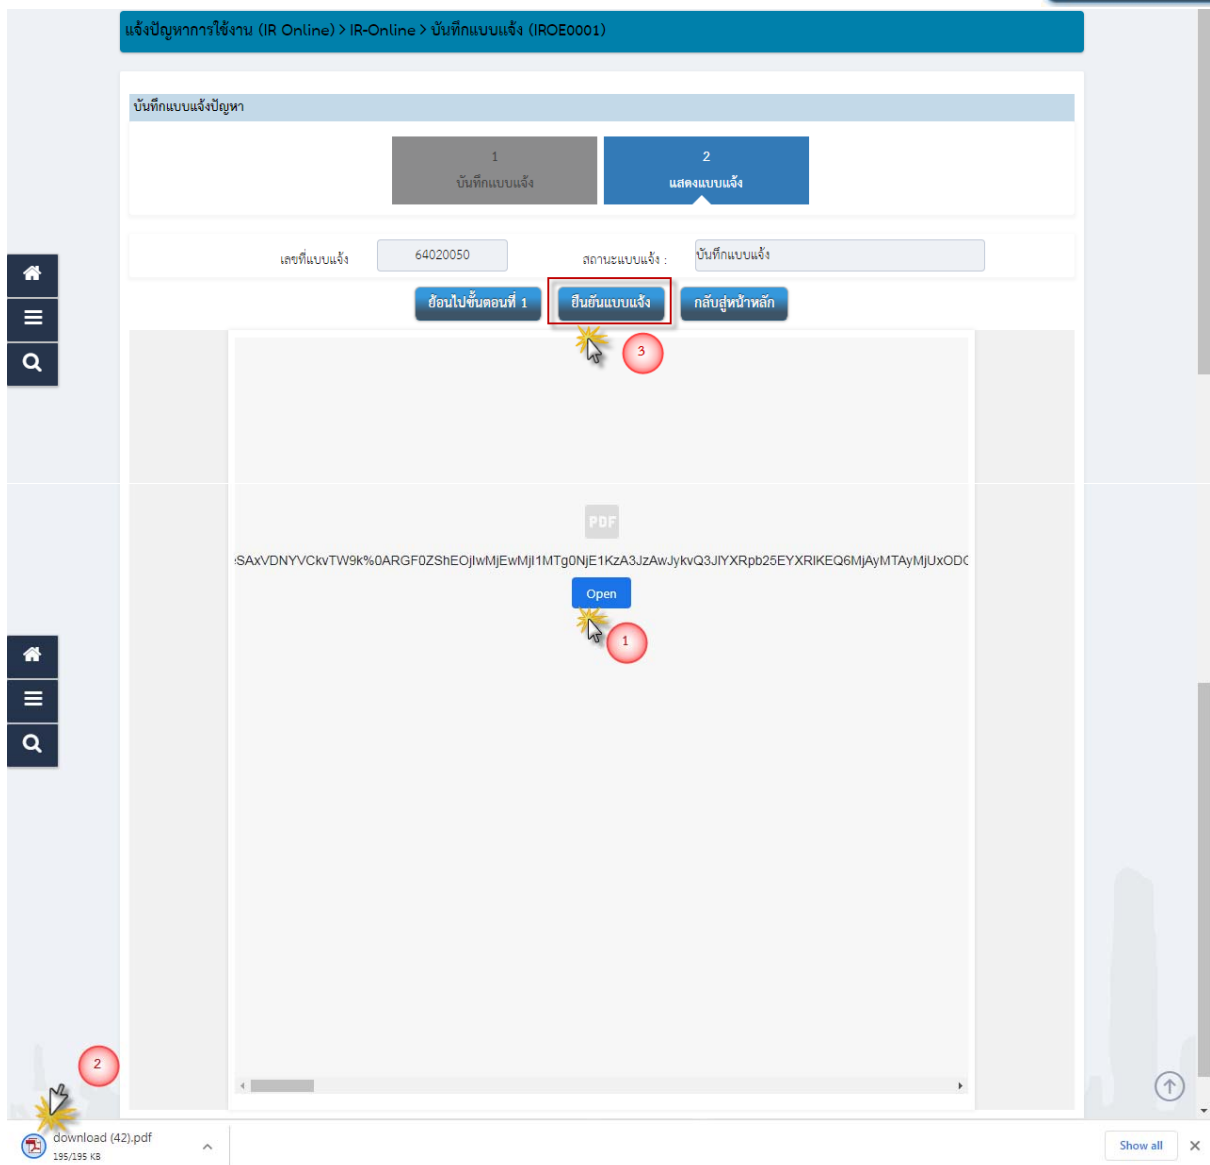 แจ้งปัญหาการใช้งาน (IR Online) > IR-Online > บันทึกแบบแจ้ง (IROE0001)
บันทึกแบบแจ้งปัญหา
1
บันทึกแบบแจ้ง
2
แสดงแบบแจ้ง
เลขที่แบบแจ้ง 64020050 สถานะแบบแจ้ง : บันทึกแบบแจ้ง
ย้อนไปขั้นตอนที่ 1 ยืนยันแบบแจ้ง กลับสู่หน้าหลัก
3
PDF
Open
1
2
download (42).pdf
195/195 KB
Show all